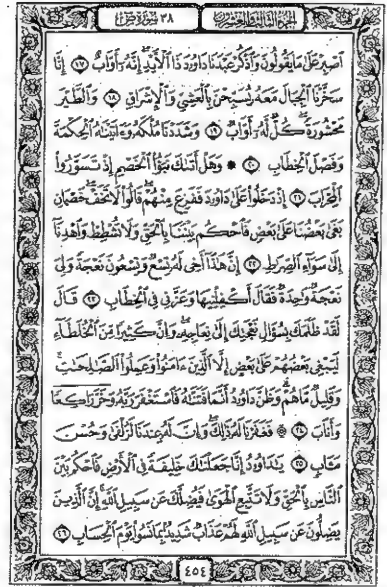 الجزء الثالث والعشرون
٣٨ سورة ص
ٱصْبِرْ عَلَىٰ مَا يَقُولُونَ وَٱذْكُرْ عَبْدَنَا دَاوُۥدَ ذَا ٱلْأَيْدِ إِنَّهُۥٓ أَوَّابٌ ١٧ إِنَّا
سَخَّرْنَا ٱلْجِبَالَ مَعَهُۥ يُسَبِّحْنَ بِٱلْعَشِىِّ وَٱلْإِشْرَاقِ ١٨ وَٱلطَّيْرَ
مَحْشُورَةً كُلٌّ لَّهُۥٓ أَوَّابٌ ١٩ وَشَدَدْنَا مُلْكَهُۥ وَءَاتَيْنَٰهُ ٱلْحِكْمَةَ
وَفَصْلَ ٱلْخِطَابِ ٢٠ ۞ وَهَلْ أَتَىٰكَ نَبَؤُا۟ ٱلْخَصْمِ إِذْ تَسَوَّرُوا۟
ٱلْمِحْرَابَ ٢١ إِذْ دَخَلُوا۟ عَلَىٰ دَاوُۥدَ فَفَزِعَ مِنْهُمْ قَالُوا۟ لَا تَخَفْ خَصْمَانِ
بَغَىٰ بَعْضُنَا عَلَىٰ بَعْضٍ فَٱحْكُم بَيْنَنَا بِٱلْحَقِّ وَلَا تُشْطِطْ وَٱهْدِنَآ
إِلَىٰ سَوَآءِ ٱلصِّرَٰطِ ٢٢ إِنَّ هَٰذَآ أَخِى لَهُۥ تِسْعٌ وَتِسْعُونَ نَعْجَةً وَلِىَ
نَعْجَةٌ وَٰحِدَةٌ فَقَالَ أَكْفِلْنِيهَا وَعَزَّنِى فِى ٱلْخِطَابِ ٢٣ قَالَ
لَقَدْ ظَلَمَكَ بِسُؤَالِ نَعْجَتِكَ إِلَىٰ نِعَاجِهِۦ وَإِنَّ كَثِيرًا مِّنَ ٱلْخُلَطَآءِ
لَيَبْغِى بَعْضُهُمْ عَلَىٰ بَعْضٍ إِلَّا ٱلَّذِينَ ءَامَنُوا۟ وَعَمِلُوا۟ ٱلصَّٰلِحَٰتِ
وَقَلِيلٌ مَّا هُمْ وَظَنَّ دَاوُۥدُ أَنَّمَا فَتَنَّٰهُ فَٱسْتَغْفَرَ رَبَّهُۥ وَخَرَّ رَاكِعًا
وَأَنَابَ ٢٤ ۩ فَغَفَرْنَا لَهُۥ ذَٰلِكَ وَإِنَّ لَهُۥ عِندَنَا لَزُلْفَىٰ وَحُسْنَ
مَـَٔابٍ ٢٥ يَٰدَاوُۥدُ إِنَّا جَعَلْنَٰكَ خَلِيفَةً فِى ٱلْأَرْضِ فَٱحْكُم بَيْنَ
ٱلنَّاسِ بِٱلْحَقِّ وَلَا تَتَّبِعِ ٱلْهَوَىٰ فَيُضِلَّكَ عَن سَبِيلِ ٱللَّهِ إِنَّ ٱلَّذِينَ
يَضِلُّونَ عَن سَبِيلِ ٱللَّهِ لَهُمْ عَذَابٌ شَدِيدٌۢ بِمَا نَسُوا۟ يَوْمَ ٱلْحِسَابِ ٢٦
٤٥٤